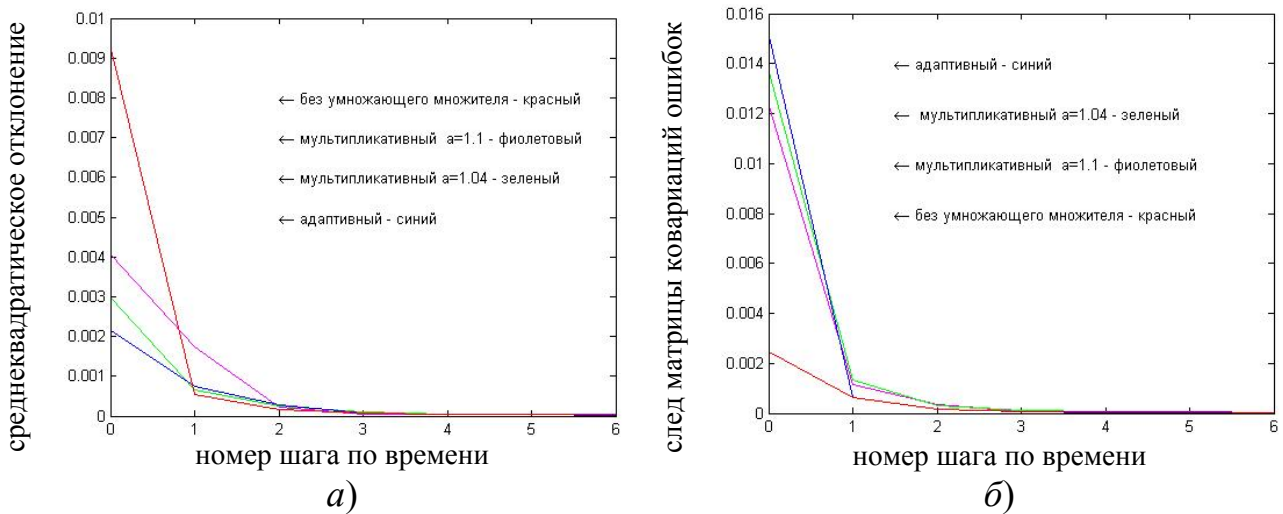 среднеквадратическое отклонение
0.01
0.009
0.008
0.007
0.006
0.005
0.004
0.003
0.002
0.001
0
← без умножающего множителя - красный
← мультипликативный a=1.1 - фиолетовый
← мультипликативный a=1.04 - зеленый
← адаптивный - синий
0 1 2 3 4 5 6
номер шага по времени
а)
след матрицы ковариаций ошибок
0.016
0.014
0.012
0.01
0.008
0.006
0.004
0.002
0
← адаптивный - синий
← мультипликативный a=1.04 - зеленый
← мультипликативный a=1.1 - фиолетовый
← без умножающего множителя - красный
0 1 2 3 4 5 6
номер шага по времени
б)